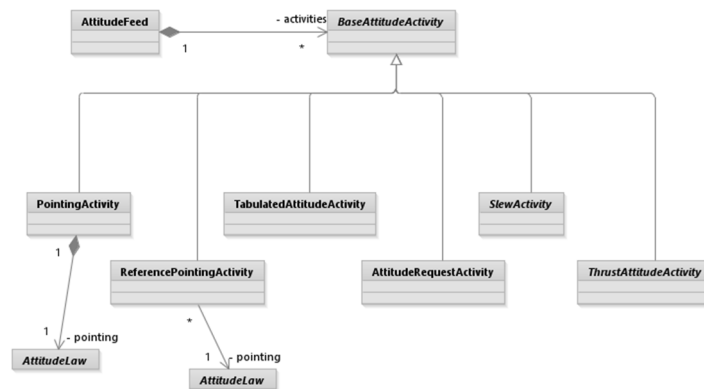 AttitudeFeed
- activities
BaseAttitudeActivity
1
*
PointingActivity
TabulatedAttitudeActivity
SlewActivity
1
ReferencePointingActivity
AttitudeRequestActivity
ThrustAttitudeActivity
*
1
- pointing
AttitudeLaw
1
- pointing
AttitudeLaw